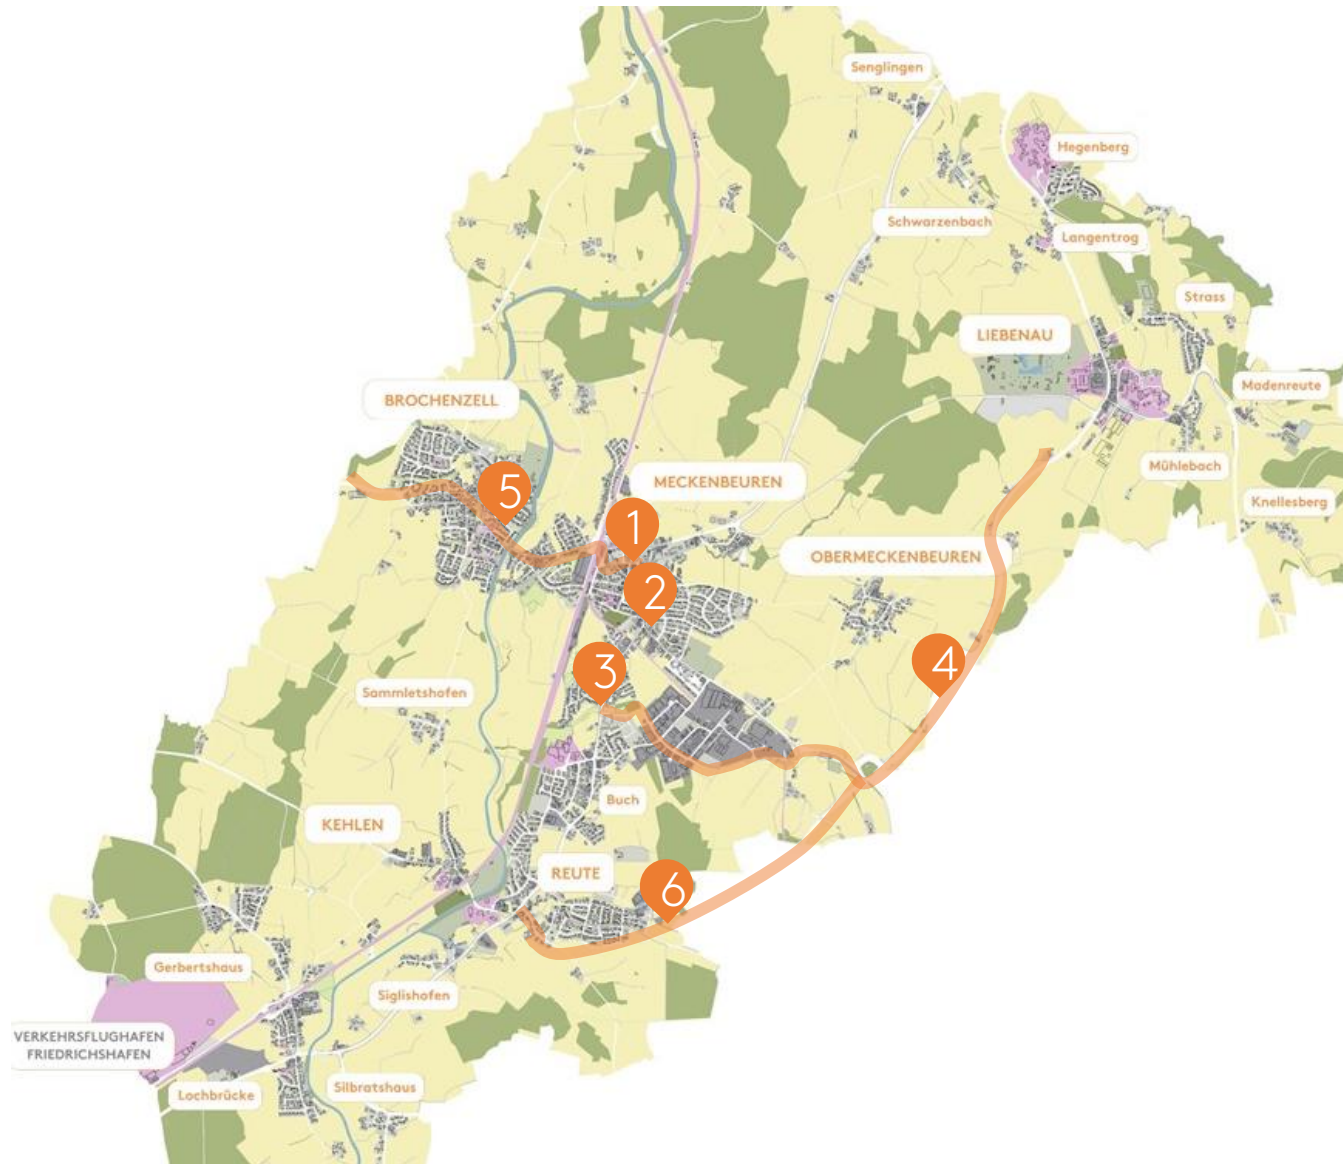 Senglingen
Hegenberg
Schwarzenbach
Langentrog
Strass
LIEBENAU
Madenreute
BROCHENZELL
Mühlebach
MECKENBEUREN
5
Knellesberg
1
OBERMECKENBEUREN
2
3
4
Sammletshofen
Buch
KEHLEN
REUTE
6
Gerbertshaus
Siglishofen
VERKEHRSFLUGHAFEN
FRIEDRICHSHAFEN
Lochbrücke
Silbratshaus